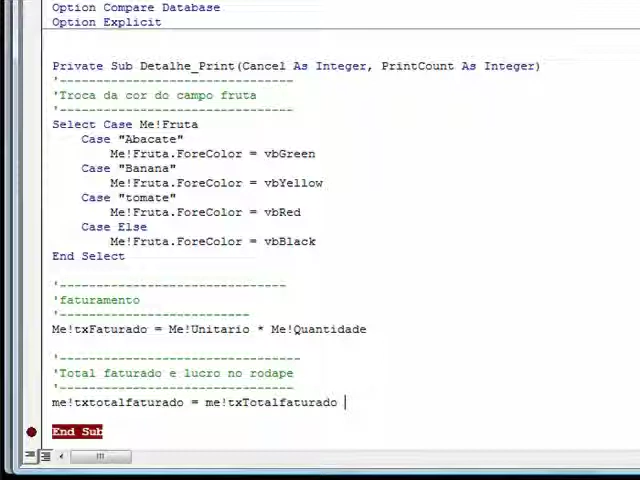 Option Compare Database
Option Explicit
Private Sub Detalhe_Print(Cancel As Integer, PrintCount As Integer)
'--------------------------------
'Troca da cor do campo fruta
'--------------------------------
Select Case Me!Fruta
Case "Abacate"
Me!Fruta.ForeColor = vbGreen
Case "Banana"
Me!Fruta.ForeColor = vbYellow
Case "tomate"
Me!Fruta.ForeColor = vbRed
Case Else
Me!Fruta.ForeColor = vbBlack
End Select
'-------------------------------
'faturamento
'--------------------------
Me!txFaturado = Me!Unitario * Me!Quantidade
'---------------------------------
'Total faturado e lucro no rodape
'--------------------------------
me!txtotalfaturado = me!txTotalfaturado
End Sub